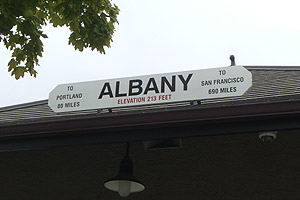 TO
PORTLAND
80 MILES
ALBANY
ELEVATION 213 FEET
TO
SAN FRANCISCO
690 MILES